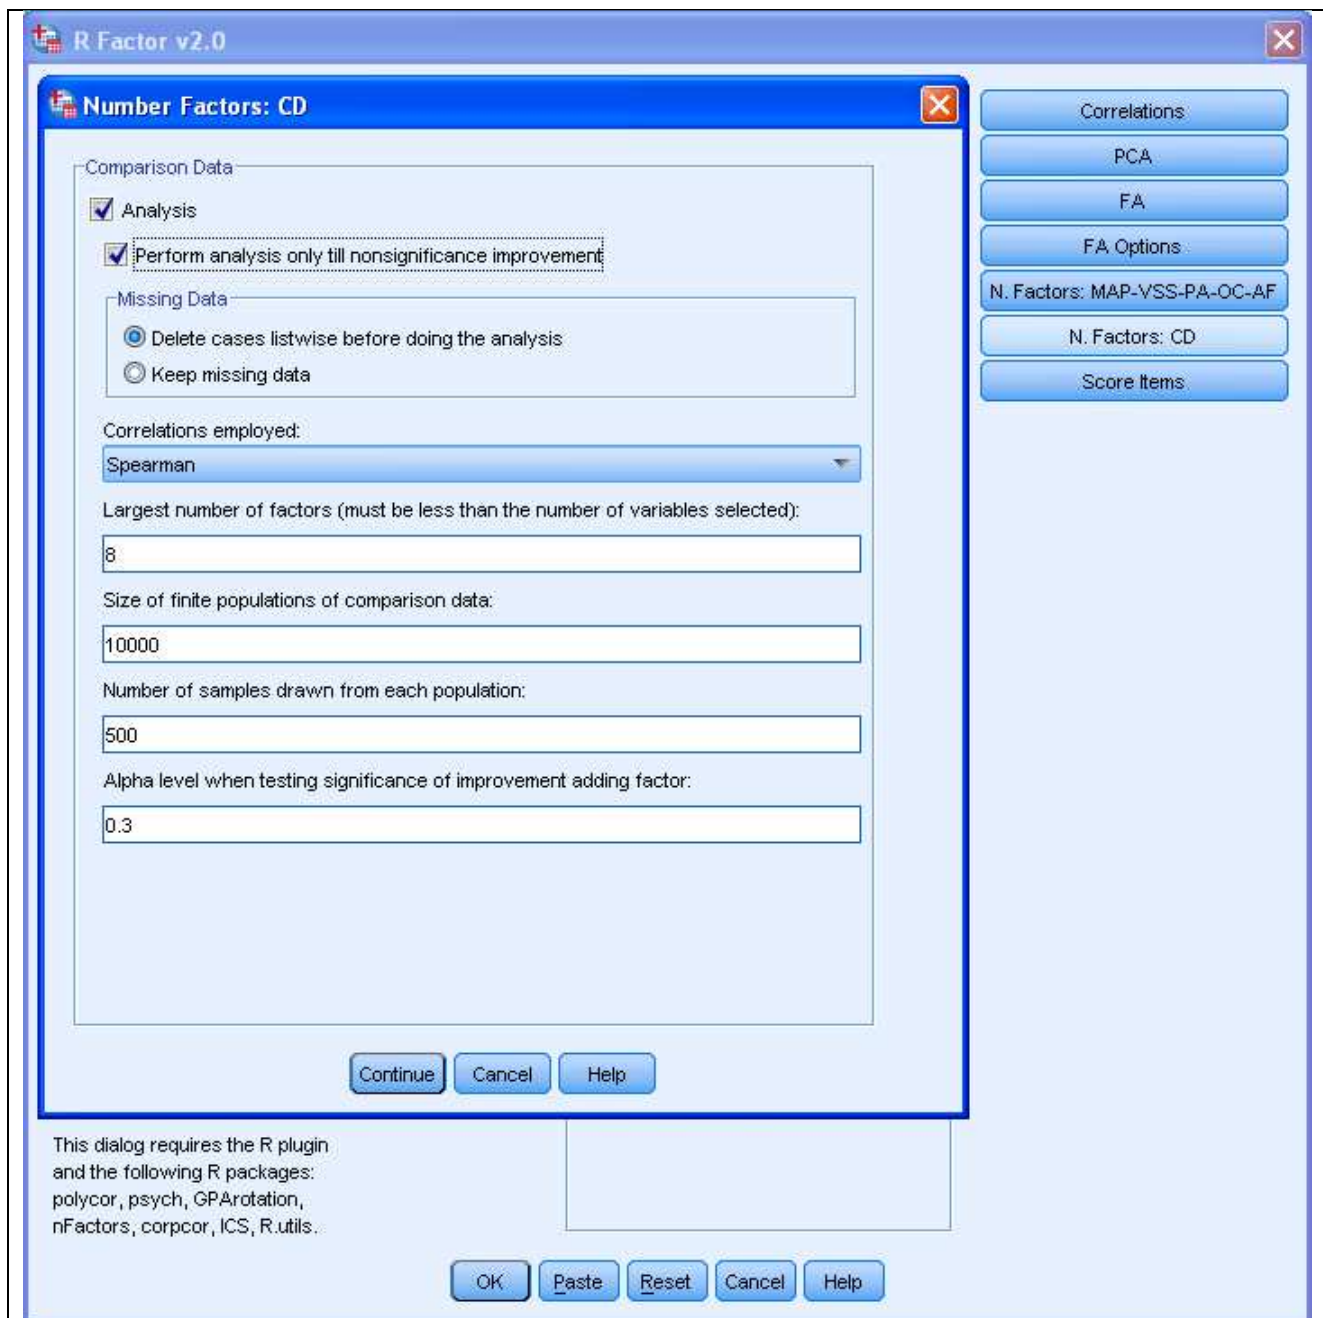 R Factor v2.0
Number Factors: CD
Comparison Data
Analysis
Perform analysis only till nonsignificance improvement
Missing Data
Delete cases listwise before doing the analysis
Keep missing data
Correlations employed:
Spearman
Largest number of factors (must be less than the number of variables selected):
8
Size of finite populations of comparison data:
10000
Number of samples drawn from each population:
500
Alpha level when testing significance of improvement adding factor:
0.3
Continue
Cancel
Help
Correlations
PCA
FA
FA Options
N. Factors: MAP-VSS-PA-OC-AF
N. Factors: CD
Score Items
This dialog requires the R plugin
and the following R packages:
polycor, psych, GPArotation,
nFactors, corpcor, ICS, R.utils.
OK
Paste
Reset
Cancel
Help